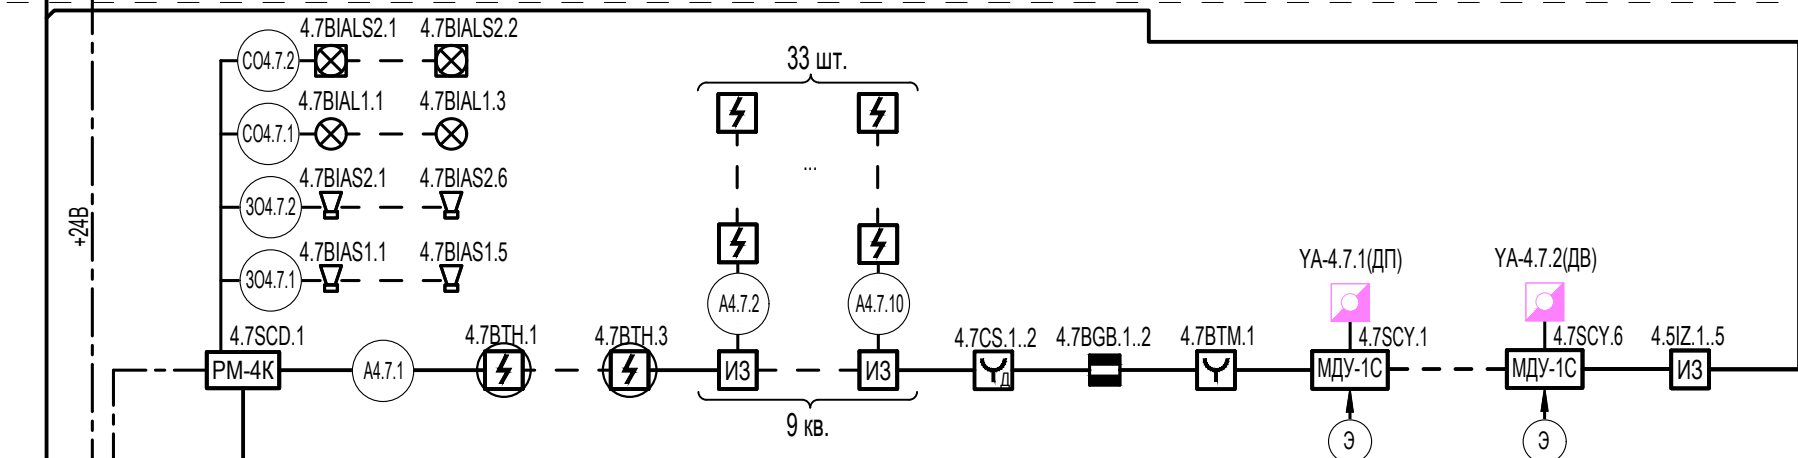 4.7BIALS2.1 4.7BIALS2.2
СО4.7.2
33 шт.
4.7BIAL1.1 4.7BIAL1.3
СО4.7.1
...
4.7BIAS2.1 4.7BIAS2.6
ЗО4.7.2
+24В
4.7BIAS1.1 4.7BIAS1.5
ЗО4.7.1
YA-4.7.1(ДП) YA-4.7.2(ДВ)
А4.7.2 А4.7.10
4.7SCD.1 4.7BTH.1 4.7BTH.3 4.7CS.1..2 4.7BGB.1..2 4.7BTM.1 4.7SCY.1 4.7SCY.6 4.5IZ.1..5
РМ-4К А4.7.1 ИЗ ИЗ Д МДУ-1С МДУ-1С ИЗ
9 кв.
Э Э